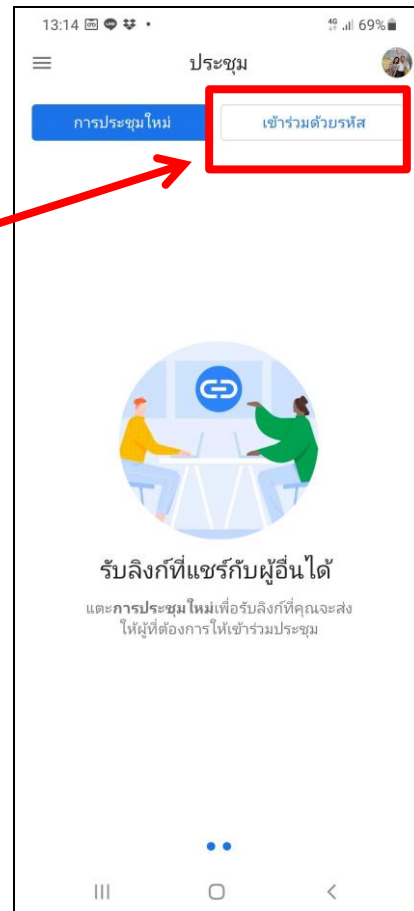 13:14 4G 69%
ประชุม
การประชุมใหม่ เข้าร่วมด้วยรหัส
รับลิงก์ที่แชร์กับผู้อื่นได้
แตะการประชุมใหม่เพื่อรับลิงก์ที่คุณจะส่ง
ให้ผู้ที่ต้องการให้เข้าร่วมประชุม